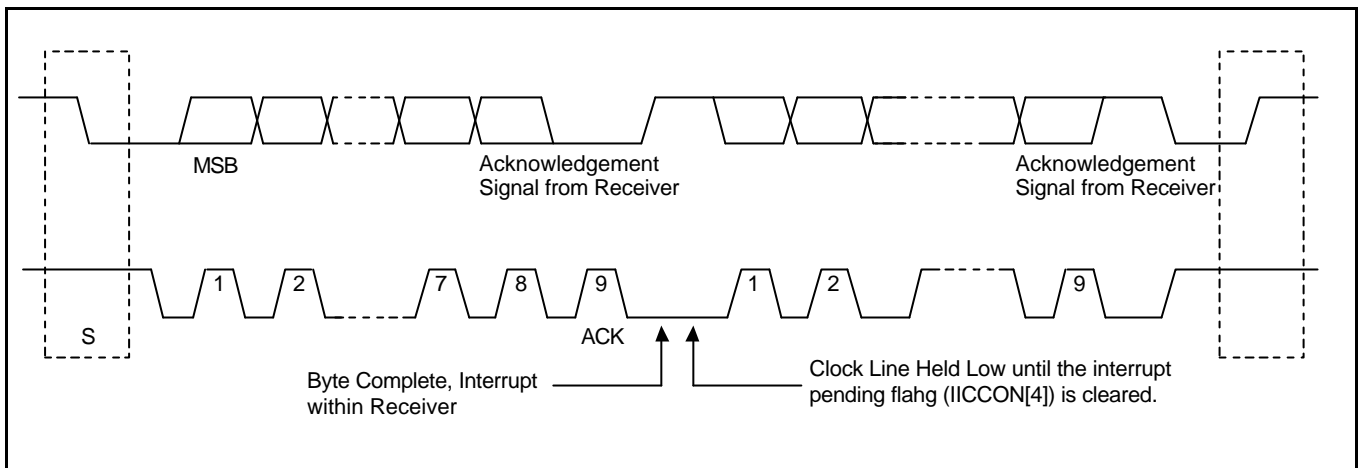 MSB
Acknowledgement
Signal from Receiver
Acknowledgement
Signal from Receiver
1
2
7
8
9
1
2
9
S
ACK
Byte Complete, Interrupt
within Receiver
Clock Line Held Low until the interrupt
pending flahg (IICCON[4]) is cleared.